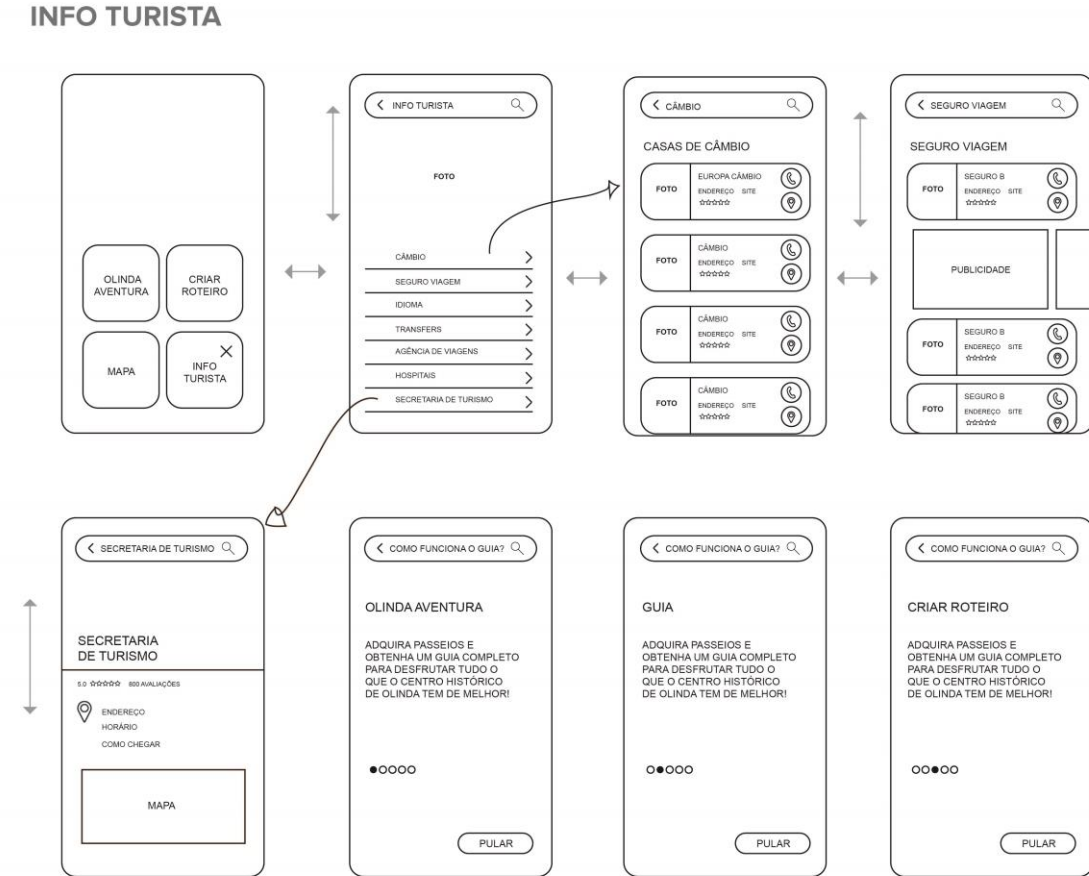 INFO TURISTA
OLINDA
AVENTURA
CRIAR
ROTEIRO
MAPA
INFO
TURISTA
INFO TURISTA
FOTO
CÂMBIO
SEGURO VIAGEM
IDIOMA
TRANSFERS
AGÊNCIA DE VIAGENS
HOSPITAIS
SECRETARIA DE TURISMO
CÂMBIO
CASAS DE CÂMBIO
FOTO
EUROPA CÂMBIO
ENDEREÇO SITE
FOTO
CÂMBIO
ENDEREÇO SITE
FOTO
CÂMBIO
ENDEREÇO SITE
FOTO
CÂMBIO
ENDEREÇO SITE
SEGURO VIAGEM
SEGURO VIAGEM
FOTO
SEGURO B
ENDEREÇO SITE
PUBLICIDADE
FOTO
SEGURO B
ENDEREÇO SITE
FOTO
SEGURO B
ENDEREÇO SITE
SECRETARIA DE TURISMO
SECRETARIA
DE TURISMO
5.0 800 AVALIAÇÕES
ENDEREÇO
HORÁRIO
COMO CHEGAR
MAPA
COMO FUNCIONA O GUIA?
OLINDA AVENTURA
ADQUIRA PASSEIOS E
OBTENHA UM GUIA COMPLETO
PARA DESFRUTAR TUDO O
QUE O CENTRO HISTÓRICO
DE OLINDA TEM DE MELHOR!
PULAR
COMO FUNCIONA O GUIA?
GUIA
ADQUIRA PASSEIOS E
OBTENHA UM GUIA COMPLETO
PARA DESFRUTAR TUDO O
QUE O CENTRO HISTÓRICO
DE OLINDA TEM DE MELHOR!
PULAR
COMO FUNCIONA O GUIA?
CRIAR ROTEIRO
ADQUIRA PASSEIOS E
OBTENHA UM GUIA COMPLETO
PARA DESFRUTAR TUDO O
QUE O CENTRO HISTÓRICO
DE OLINDA TEM DE MELHOR!
PULAR